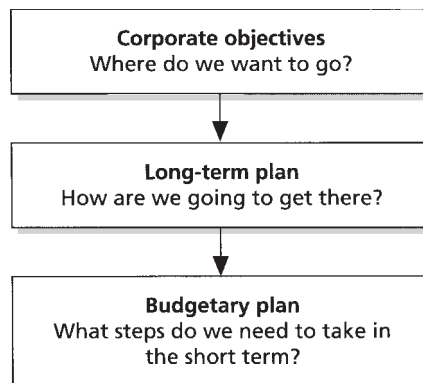 Corporate objectives
Where do we want to go?
Long-term plan
How are we going to get there?
Budgetary plan
What steps do we need to take in
the short term?